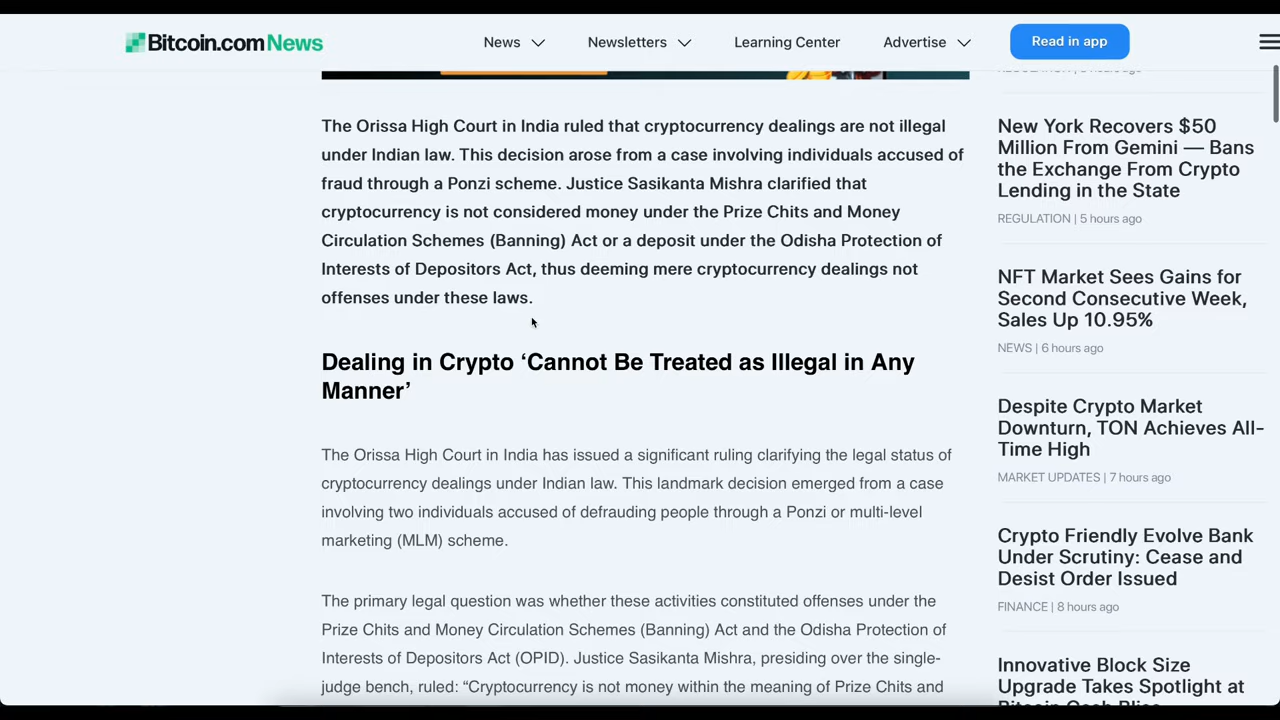 Bitcoin.com News
News
Newsletters
Learning Center
Advertise
Read in app
The Orissa High Court in India ruled that cryptocurrency dealings are not illegal
under Indian law. This decision arose from a case involving individuals accused of
fraud through a Ponzi scheme. Justice Sasikanta Mishra clarified that
cryptocurrency is not considered money under the Prize Chits and Money
Circulation Schemes (Banning) Act or a deposit under the Odisha Protection of
Interests of Depositors Act, thus deeming mere cryptocurrency dealings not
offenses under these laws.
Dealing in Crypto ‘Cannot Be Treated as Illegal in Any
Manner’
The Orissa High Court in India has issued a significant ruling clarifying the legal status of
cryptocurrency dealings under Indian law. This landmark decision emerged from a case
involving two individuals accused of defrauding people through a Ponzi or multi-level
marketing (MLM) scheme.
The primary legal question was whether these activities constituted offenses under the
Prize Chits and Money Circulation Schemes (Banning) Act and the Odisha Protection of
Interests of Depositors Act (OPID). Justice Sasikanta Mishra, presiding over the single-
judge bench, ruled: “Cryptocurrency is not money within the meaning of Prize Chits and
New York Recovers $50
Million From Gemini — Bans
the Exchange From Crypto
Lending in the State
REGULATION | 5 hours ago
NFT Market Sees Gains for
Second Consecutive Week,
Sales Up 10.95%
NEWS | 6 hours ago
Despite Crypto Market
Downturn, TON Achieves All-
Time High
MARKET UPDATES | 7 hours ago
Crypto Friendly Evolve Bank
Under Scrutiny: Cease and
Desist Order Issued
FINANCE | 8 hours ago
Innovative Block Size
Upgrade Takes Spotlight at
Bitcoin Cash Bliss